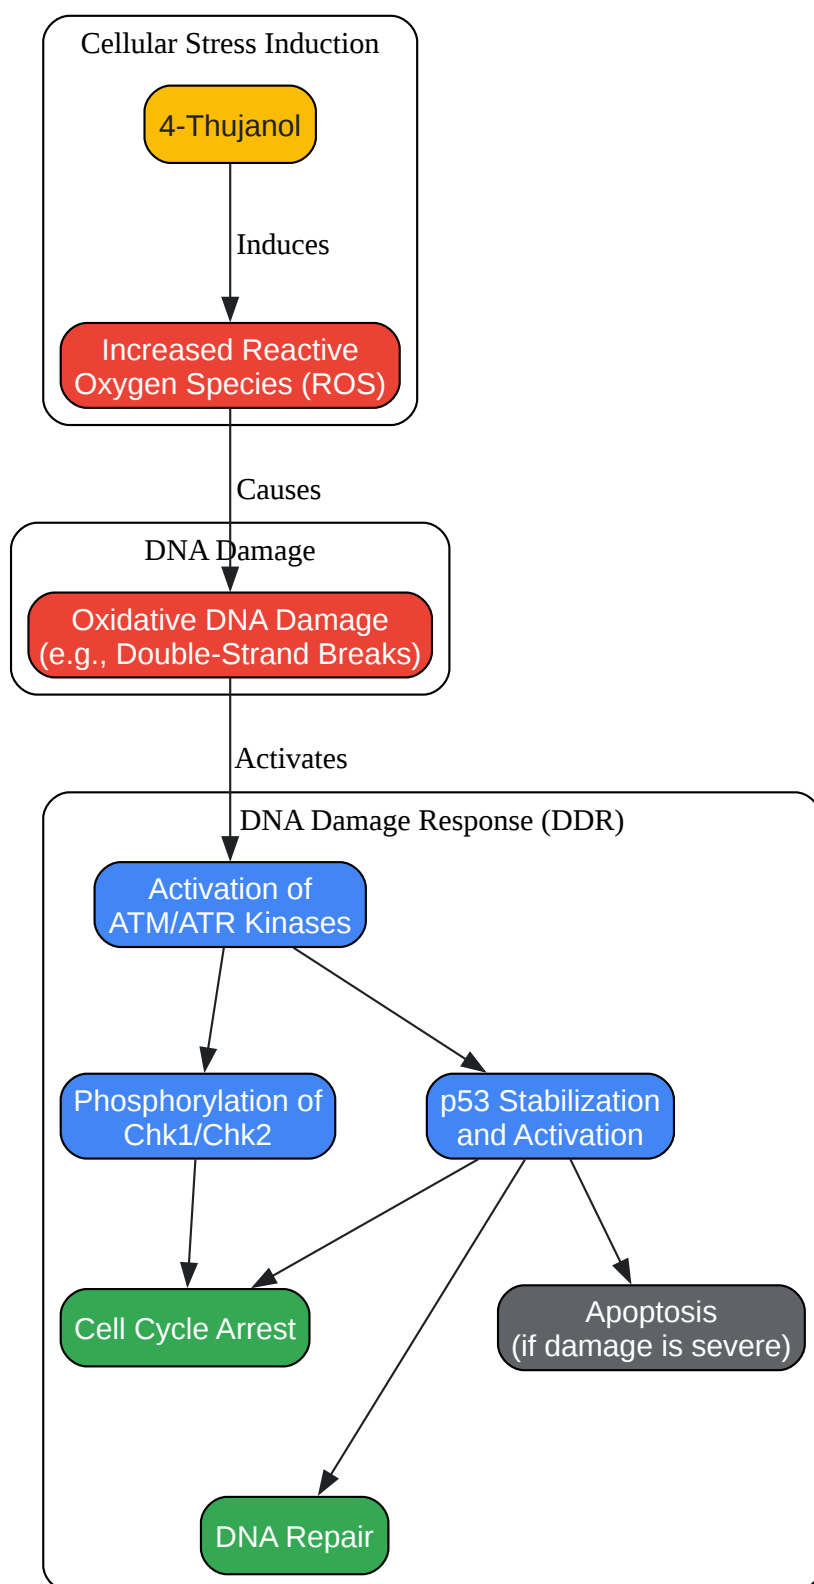 Cellular Stress Induction
4-Thujanol
Induces
Increased Reactive
Oxygen Species (ROS)
Causes
DNA Damage
Oxidative DNA Damage
(e.g., Double-Strand Breaks)
Activates
DNA Damage Response (DDR)
Activation of
ATM/ATR Kinases
Phosphorylation of
Chk1/Chk2
p53 Stabilization
and Activation
Cell Cycle Arrest
Apoptosis
(if damage is severe)
DNA Repair